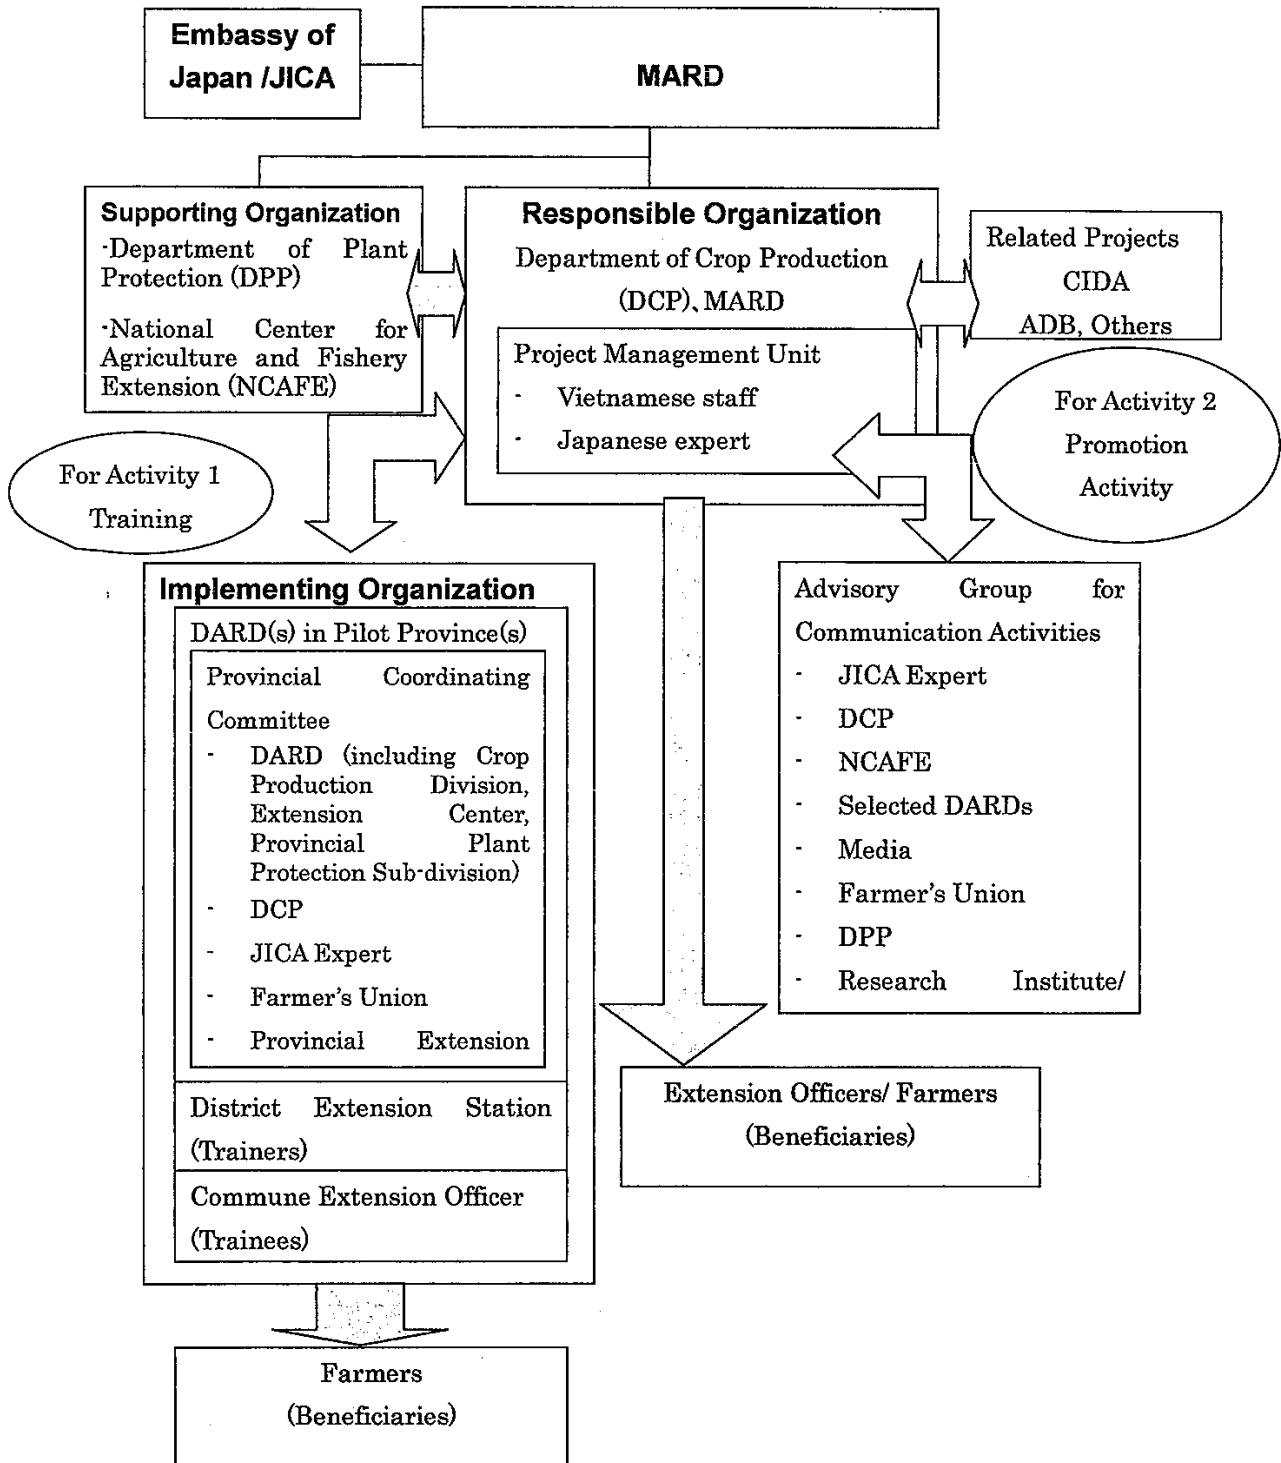 Embassy of
Japan /JICA
MARD
Supporting Organization
-Department of Plant
Protection (DPP)
-National Center for
Agriculture and Fishery
Extension (NCAFE)
Responsible Organization
Department of Crop Production
(DCP)、MARD
Project Management Unit
- Vietnamese staff
- Japanese expert
Related Projects
CIDA
ADB, Others
For Activity 1
Training
For Activity 2
Promotion
Activity
Implementing Organization
DARD(s) in Pilot Province(s)
Provincial Coordinating
Committee
- DARD (including Crop
Production Division,
Extension Center,
Provincial Plant
Protection Sub-division)
- DCP
- JICA Expert
- Farmer's Union
- Provincial Extension
District Extension Station
(Trainers)
Commune Extension Officer
(Trainees)
Advisory Group for
Communication Activities
- JICA Expert
- DCP
- NCAFE
- Selected DARDs
- Media
- Farmer's Union
- DPP
- Research Institute/
Extension Officers/ Farmers
(Beneficiaries)
Farmers
(Beneficiaries)